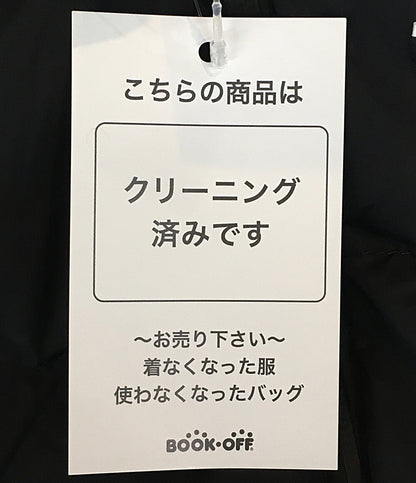 こちらの商品は
クリーニング
済みです
～お売り下さい～
着なくなった服
使わなくなったバッグ
BOOK・OFF